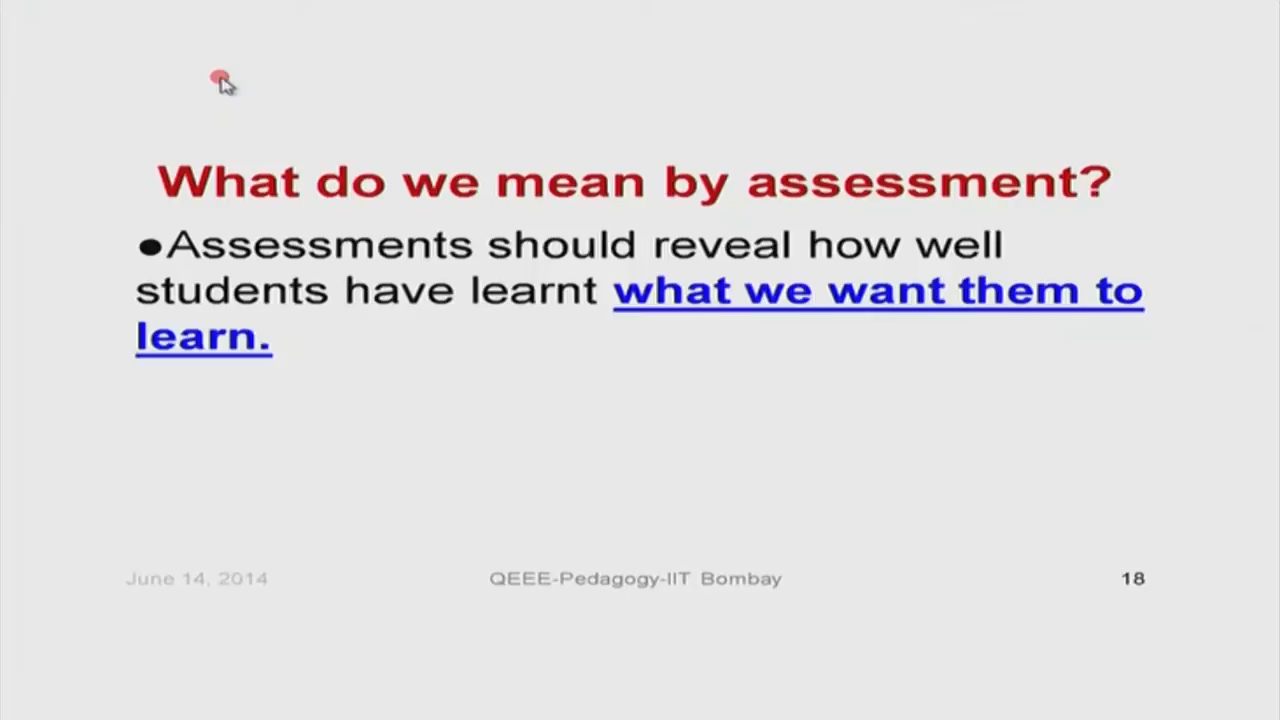 What do we mean by assessment?
●Assessments should reveal how well
students have learnt what we want them to
learn.
June 14, 2014 QEEE-Pedagogy-IIT Bombay 18